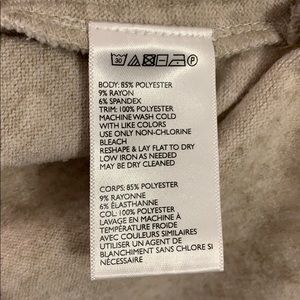 30 P
BODY: 85% POLYESTER
9% RAYON
6% SPANDEX
TRIM: 100% POLYESTER
MACHINE WASH COLD
WITH LIKE COLORS
USE ONLY NON-CHLORINE
BLEACH
RESHAPE & LAY FLAT TO DRY
LOW IRON AS NEEDED
MAY BE DRY CLEANED
CORPS: 85% POLYESTER
9% RAYONNE
6% ÉLASTHANNE
COL: 100% POLYESTER
LAVAGE EN MACHINE À
TEMPÉRATURE FROIDE
AVEC COULEURS SIMILAIRES
UTILISER UN AGENT DE
BLANCHIMENT SANS CHLORE SI
NÉCESSAIRE